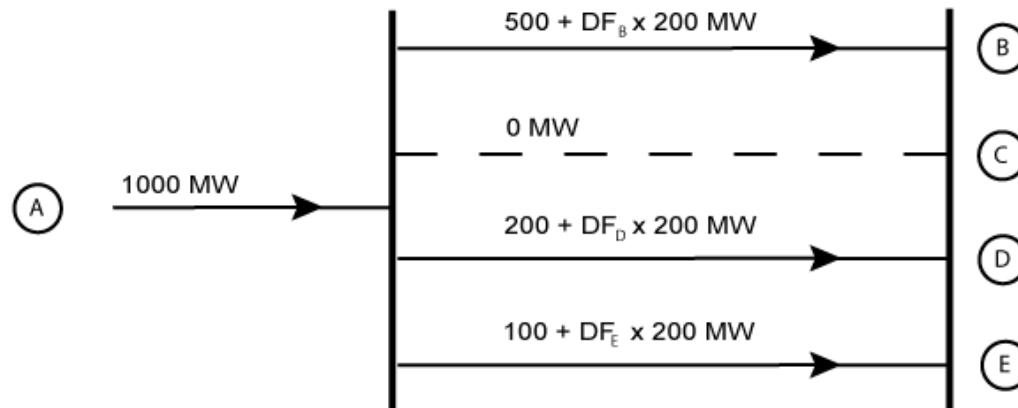 500 + DF_B x 200 MW
B
0 MW
C
1000 MW
A
200 + DF_D x 200 MW
D
100 + DF_E x 200 MW
E